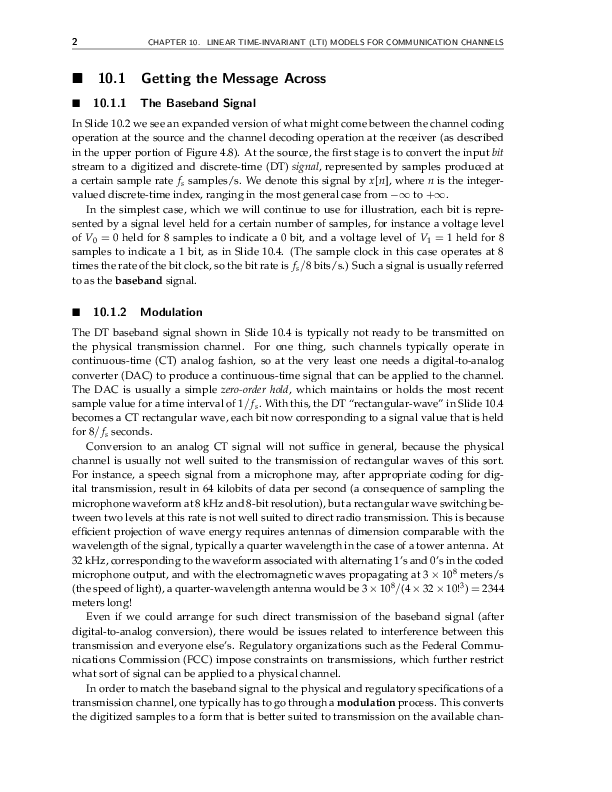 2 CHAPTER 10. LINEAR TIME-INVARIANT (LTI) MODELS FOR COMMUNICATION CHANNELS
■ 10.1 Getting the Message Across
■ 10.1.1 The Baseband Signal
In Slide 10.2 we see an expanded version of what might come between the channel coding
operation at the source and the channel decoding operation at the receiver (as described
in the upper portion of Figure 4.8). At the source, the first stage is to convert the input bit
stream to a digitized and discrete-time (DT) signal, represented by samples produced at
a certain sample rate fs samples/s. We denote this signal by x[n], where n is the integer-
valued discrete-time index, ranging in the most general case from −∞ to +∞.
In the simplest case, which we will continue to use for illustration, each bit is repre-
sented by a signal level held for a certain number of samples, for instance a voltage level
of V0 = 0 held for 8 samples to indicate a 0 bit, and a voltage level of V1 = 1 held for 8
samples to indicate a 1 bit, as in Slide 10.4. (The sample clock in this case operates at 8
times the rate of the bit clock, so the bit rate is fs/8 bits/s.) Such a signal is usually referred
to as the baseband signal.
■ 10.1.2 Modulation
The DT baseband signal shown in Slide 10.4 is typically not ready to be transmitted on
the physical transmission channel. For one thing, such channels typically operate in
continuous-time (CT) analog fashion, so at the very least one needs a digital-to-analog
converter (DAC) to produce a continuous-time signal that can be applied to the channel.
The DAC is usually a simple zero-order hold, which maintains or holds the most recent
sample value for a time interval of 1/fs. With this, the DT “rectangular-wave” in Slide 10.4
becomes a CT rectangular wave, each bit now corresponding to a signal value that is held
for 8/fs seconds.
Conversion to an analog CT signal will not suffice in general, because the physical
channel is usually not well suited to the transmission of rectangular waves of this sort.
For instance, a speech signal from a microphone may, after appropriate coding for dig-
ital transmission, result in 64 kilobits of data per second (a consequence of sampling the
microphone waveform at 8 kHz and 8-bit resolution), but a rectangular wave switching be-
tween two levels at this rate is not well suited to direct radio transmission. This is because
efficient projection of wave energy requires antennas of dimension comparable with the
wavelength of the signal, typically a quarter wavelength in the case of a tower antenna. At
32 kHz, corresponding to the waveform associated with alternating 1’s and 0’s in the coded
microphone output, and with the electromagnetic waves propagating at 3 × 10⁸ meters/s
(the speed of light), a quarter-wavelength antenna would be 3 × 10⁸/(4 × 32 × 10!³) = 2344
meters long!
Even if we could arrange for such direct transmission of the baseband signal (after
digital-to-analog conversion), there would be issues related to interference between this
transmission and everyone else’s. Regulatory organizations such as the Federal Commu-
nications Commission (FCC) impose constraints on transmissions, which further restrict
what sort of signal can be applied to a physical channel.
In order to match the baseband signal to the physical and regulatory specifications of a
transmission channel, one typically has to go through a modulation process. This converts
the digitized samples to a form that is better suited to transmission on the available chan-